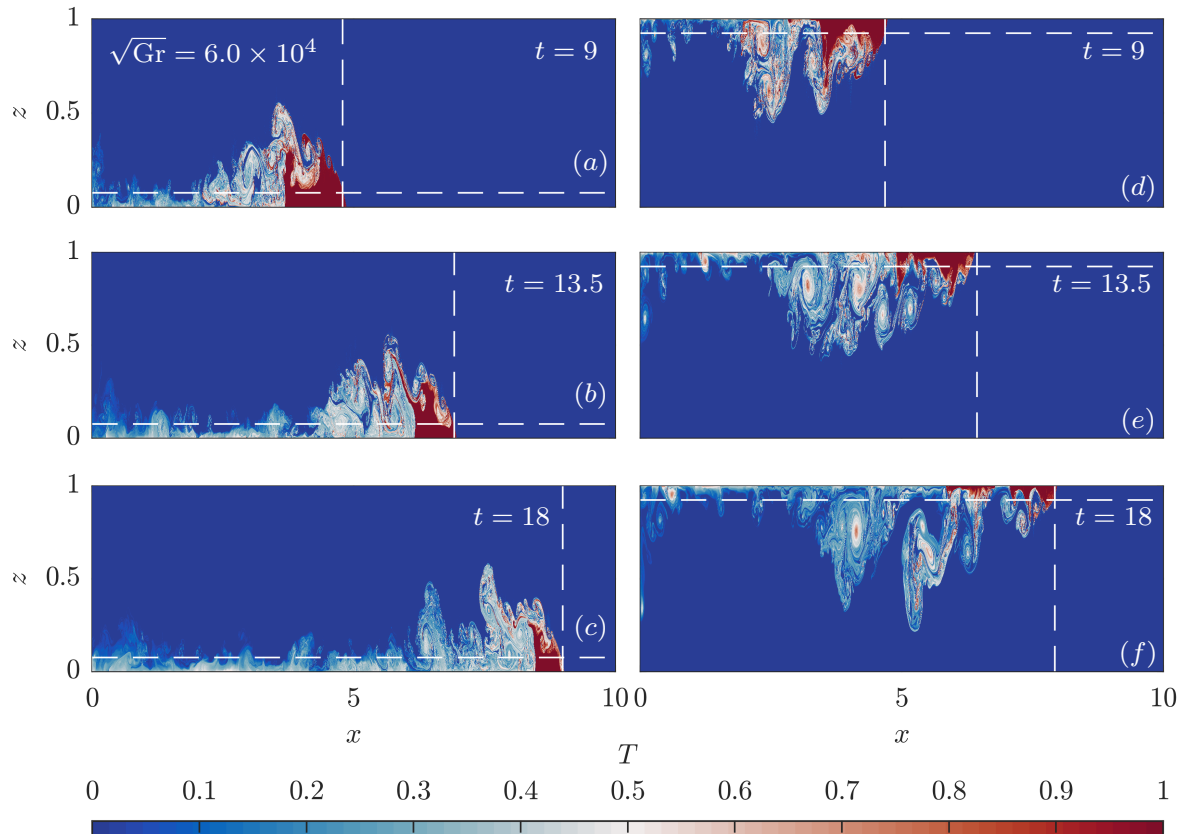 1
√Gr = 6.0 × 10⁴
t = 9
t = 9
z
0.5
(a)
(d)
0
1
t = 13.5
t = 13.5
z
0.5
(b)
(e)
0
1
t = 18
t = 18
z
0.5
(c)
(f)
0
0 5 10 0 5 10
x x
T
0 0.1 0.2 0.3 0.4 0.5 0.6 0.7 0.8 0.9 1